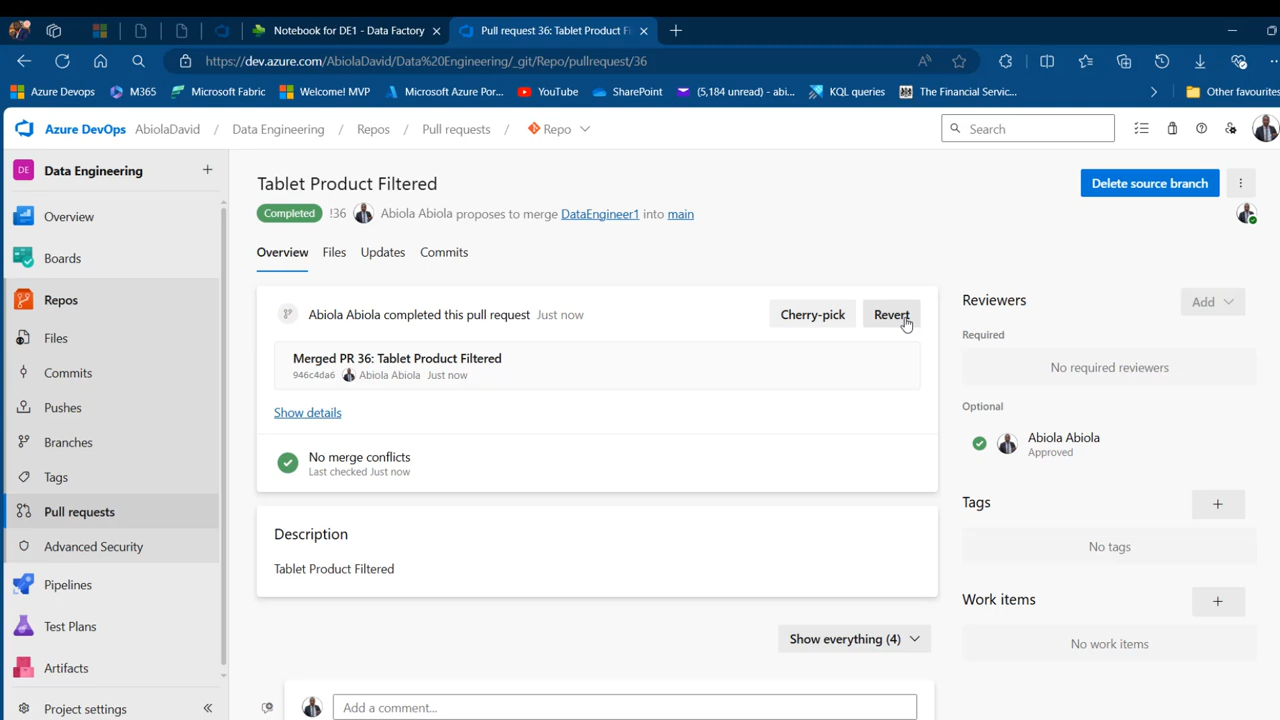 Notebook for DE1 - Data Factory
Pull request 36: Tablet Product F
https://dev.azure.com/AbiolaDavid/Data%20Engineering/_git/Repo/pullrequest/36
Azure Devops
M365
Microsoft Fabric
Welcome! MVP
Microsoft Azure Por...
YouTube
SharePoint
(5,184 unread) - abi...
KQL queries
The Financial Servic...
Other favourites
Azure DevOps
AbiolaDavid / Data Engineering / Repos / Pull requests / Repo
Search
DE
Data Engineering
Overview
Boards
Repos
Files
Commits
Pushes
Branches
Tags
Pull requests
Advanced Security
Pipelines
Test Plans
Artifacts
Project settings
Tablet Product Filtered
Delete source branch
Completed !36 Abiola Abiola proposes to merge DataEngineer1 into main
Overview Files Updates Commits
Abiola Abiola completed this pull request Just now
Cherry-pick
Revert
Merged PR 36: Tablet Product Filtered
946c4da6 Abiola Abiola Just now
Show details
No merge conflicts
Last checked Just now
Description
Tablet Product Filtered
Show everything (4)
Add a comment...
Reviewers
Add
Required
No required reviewers
Optional
Abiola Abiola
Approved
Tags
No tags
Work items
No work items